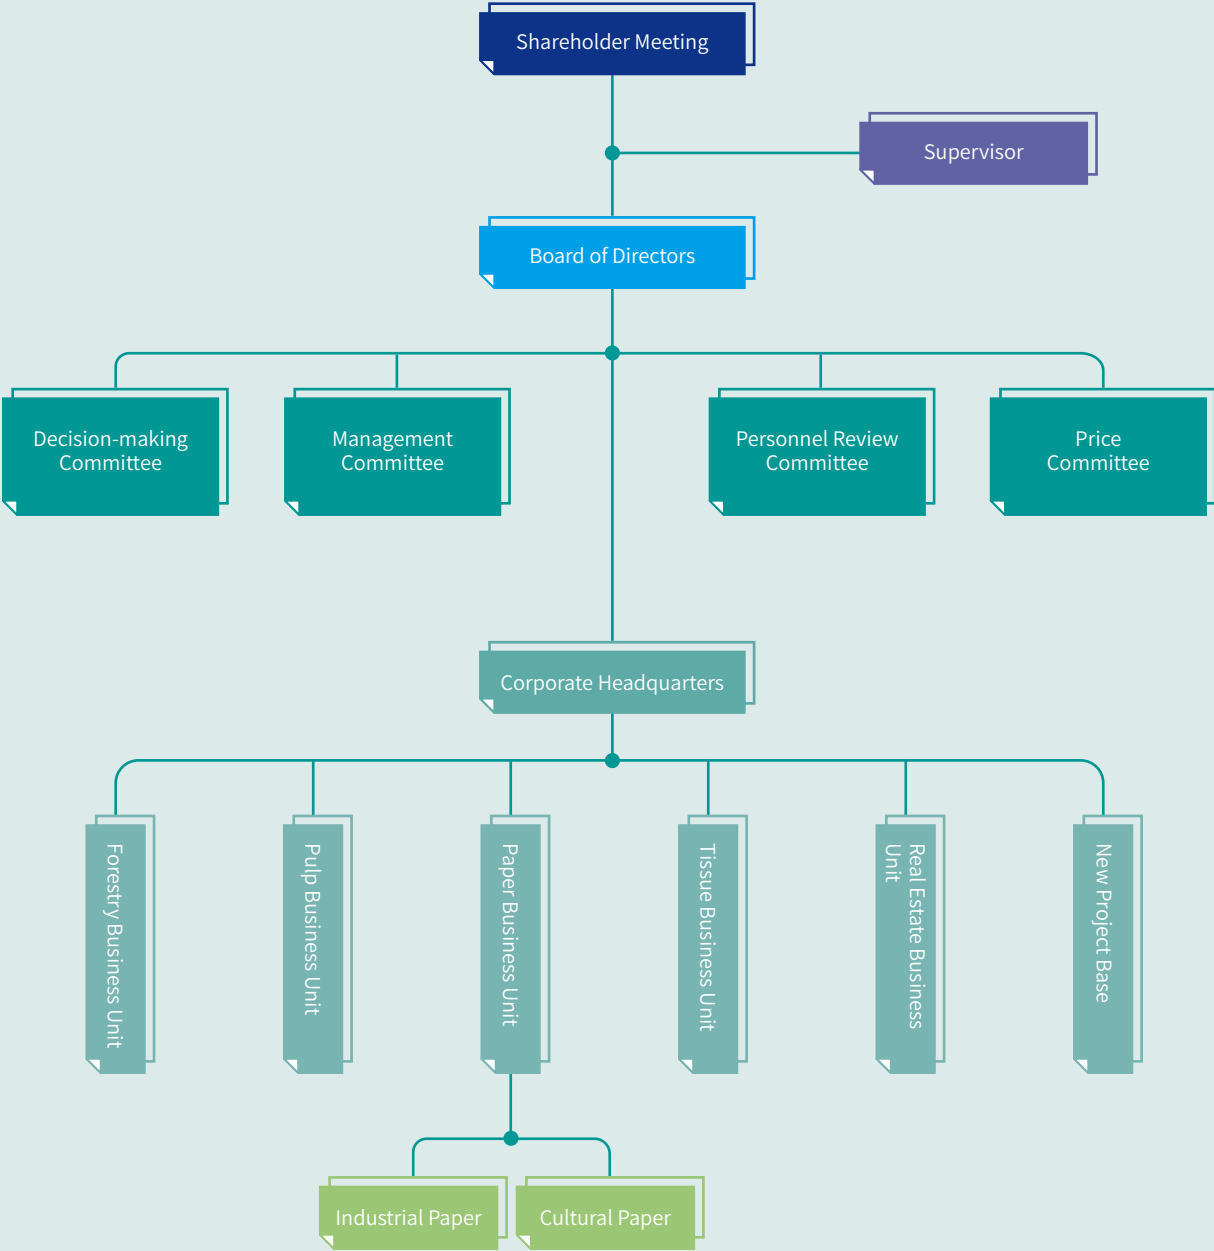 Shareholder Meeting
Supervisor
Board of Directors
Decision-making
Committee
Management
Committee
Personnel Review
Committee
Price
Committee
Corporate Headquarters
Forestry Business Unit
Pulp Business Unit
Paper Business Unit
Tissue Business Unit
Real Estate Business
Unit
New Project Base
Industrial Paper
Cultural Paper